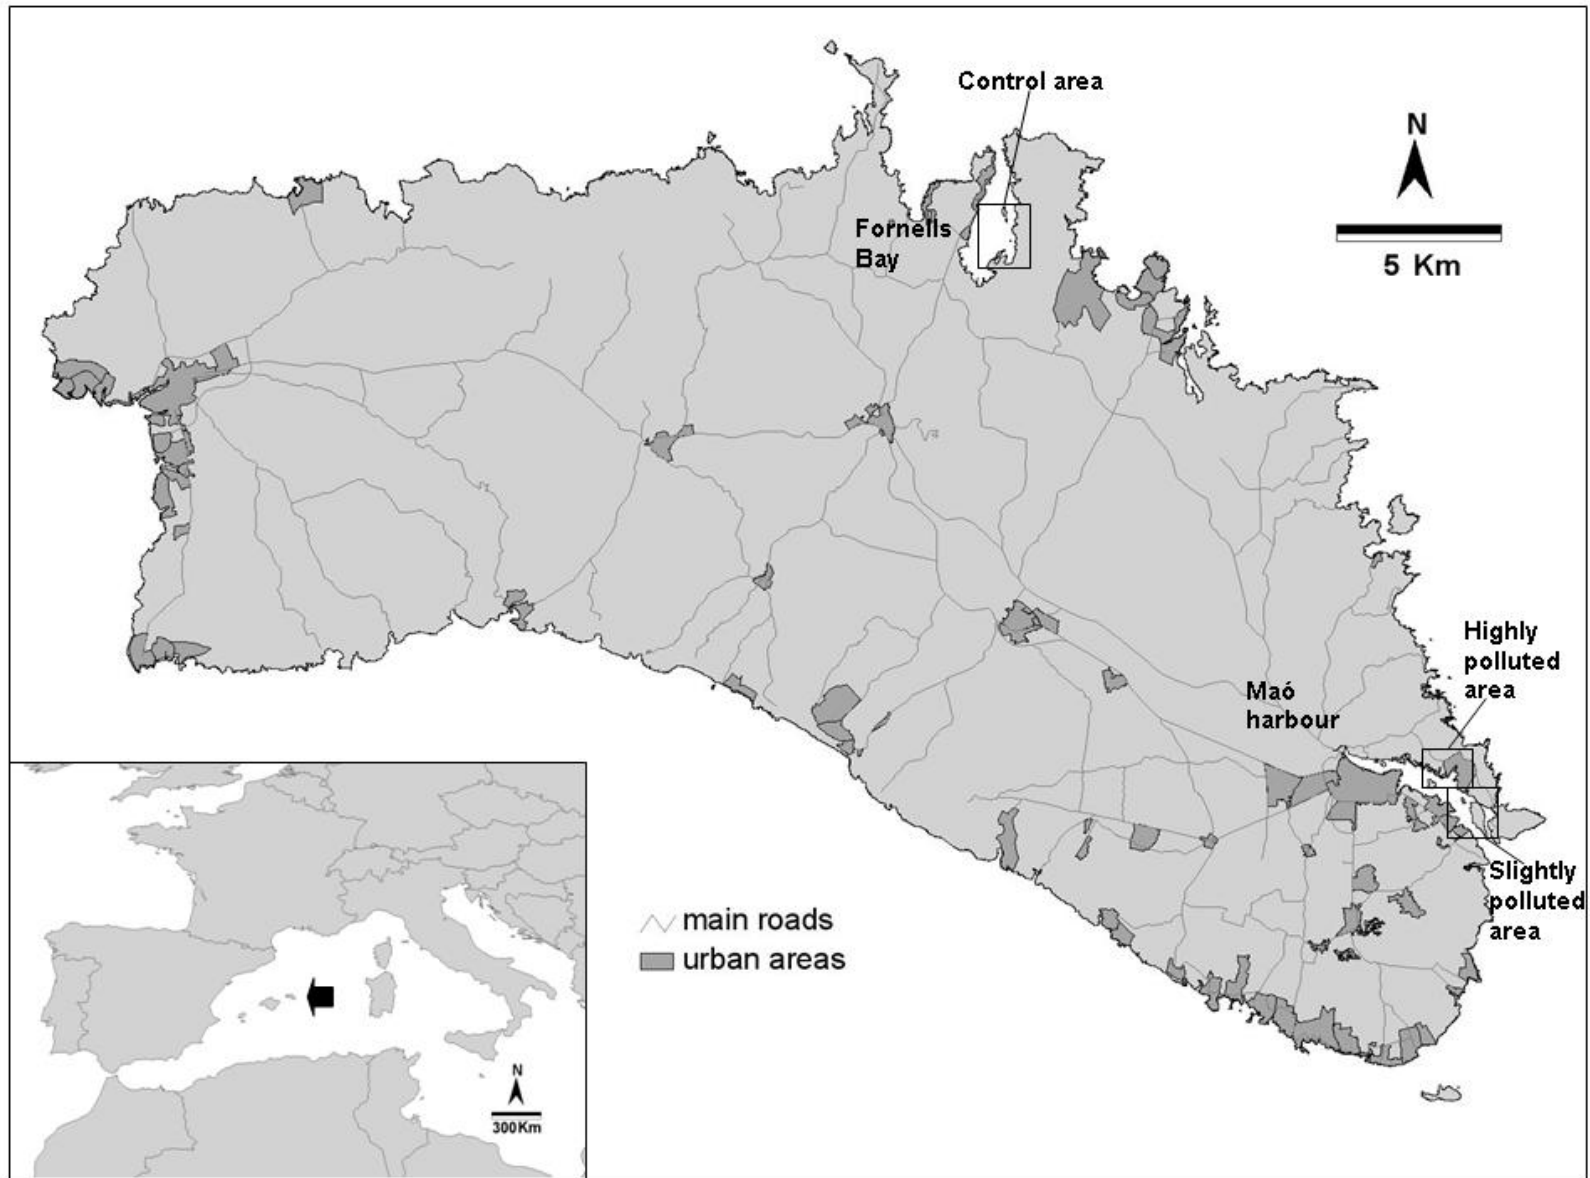 Control area
N
Fornells
Bay
5 Km
Highly
polluted
area
Maó
harbour
Slightly
polluted
area
main roads
urban areas
N
300Km